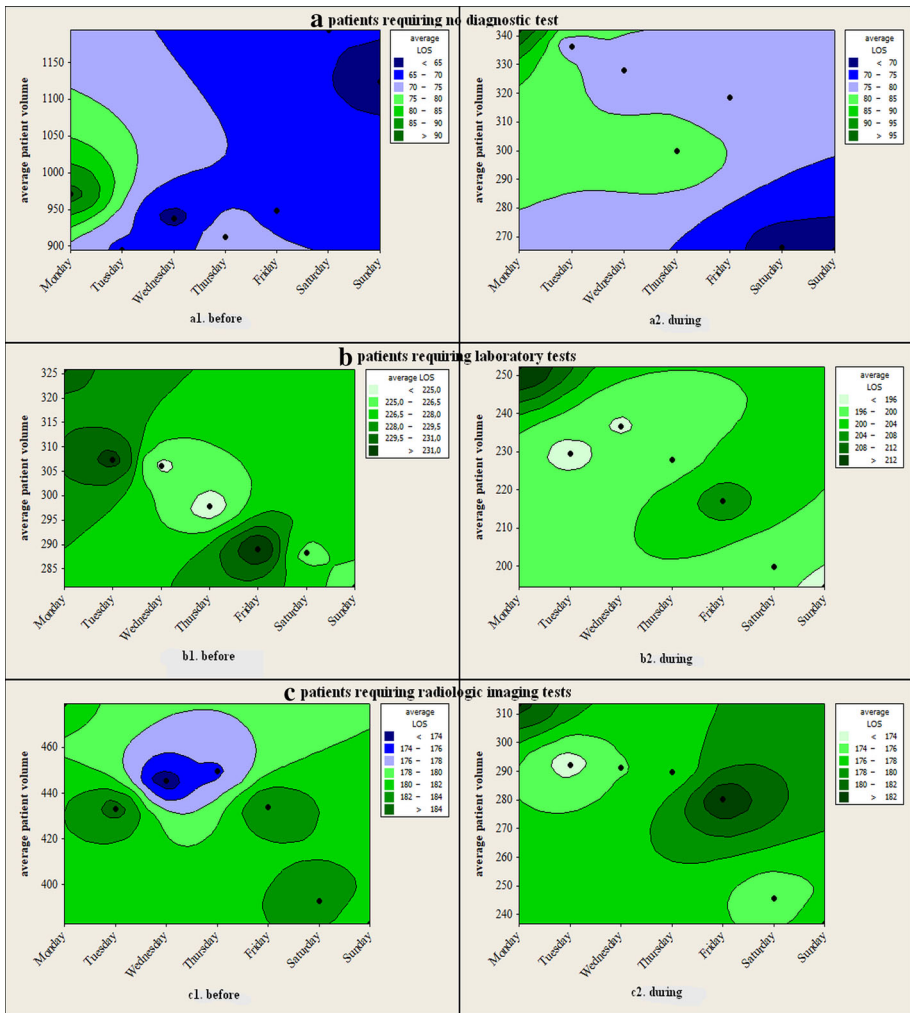 a patients requiring no diagnostic test
average patient volume
1150
1100
1050
1000
950
900
Monday
Tuesday
Wednesday
Thursday
Friday
Saturday
Sunday
average
LOS
< 65
65 – 70
70 – 75
75 – 80
80 – 85
85 – 90
> 90
a1. before
average patient volume
340
330
320
310
300
290
280
270
Monday
Tuesday
Wednesday
Thursday
Friday
Saturday
Sunday
average
LOS
< 70
70 – 75
75 – 80
80 – 85
85 – 90
90 – 95
> 95
a2. during
b patients requiring laboratory tests
average patient volume
325
320
315
310
305
300
295
290
285
Monday
Tuesday
Wednesday
Thursday
Friday
Saturday
Sunday
average LOS
< 225,0
225,0 – 226,5
226,5 – 228,0
228,0 – 229,5
229,5 – 231,0
> 231,0
b1. before
average patient volume
240
230
220
210
200
Monday
Tuesday
Wednesday
Thursday
Friday
Saturday
Sunday
average
LOS
< 196
196 – 200
200 – 204
204 – 208
208 – 212
> 212
b2. during
c patients requiring radiologic imaging tests
average patient volume
460
440
420
400
Monday
Tuesday
Wednesday
Thursday
Friday
Saturday
Sunday
average
LOS
< 174
174 – 176
176 – 178
178 – 180
180 – 182
182 – 184
> 184
c1. before
average patient volume
310
300
290
280
270
260
250
240
Monday
Tuesday
Wednesday
Thursday
Friday
Saturday
Sunday
average
LOS
< 174
174 – 176
176 – 178
178 – 180
180 – 182
> 182
c2. during